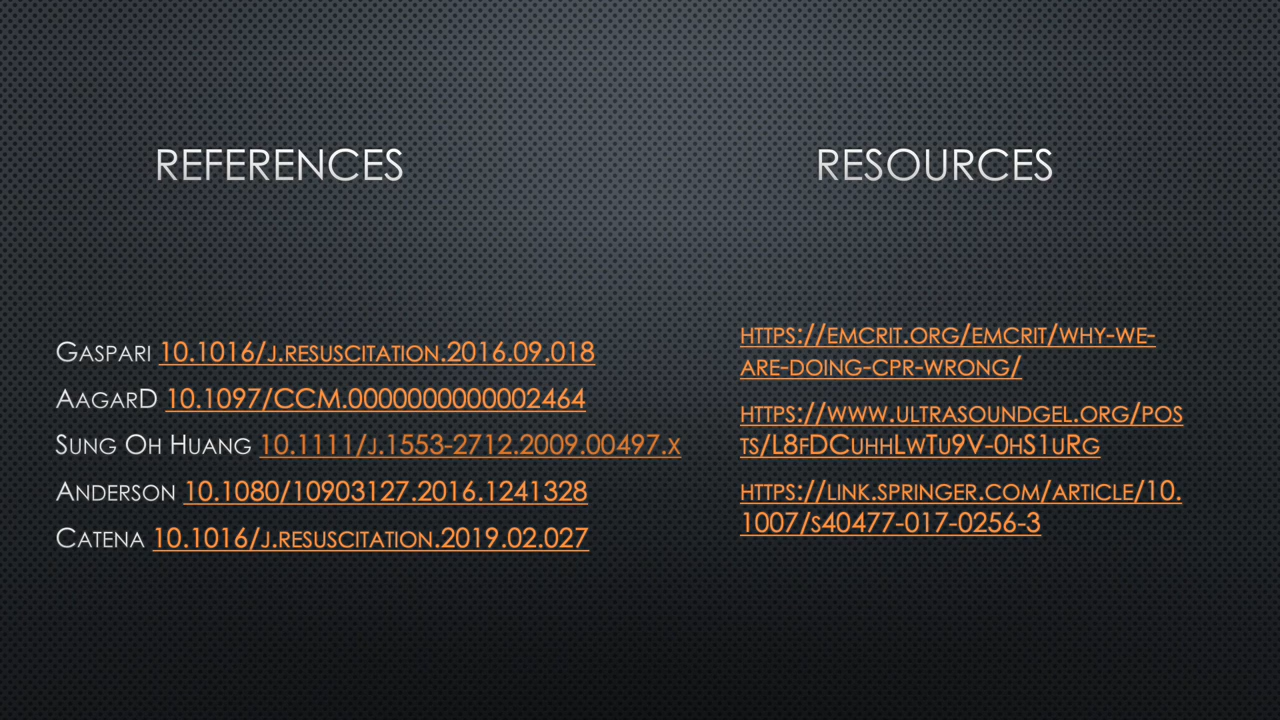 REFERENCES
Gaspari 10.1016/j.resuscitation.2016.09.018
AagarD 10.1097/CCM.0000000000002464
Sung Oh Huang 10.1111/j.1553-2712.2009.00497.x
Anderson 10.1080/10903127.2016.1241328
Catena 10.1016/j.resuscitation.2019.02.027
RESOURCES
https://emcrit.org/emcrit/why-we-
are-doing-cpr-wrong/
https://www.ultrasoundgel.org/pos
ts/L8fDCuhhLwTu9V-0hS1uRg
https://link.springer.com/article/10.
1007/s40477-017-0256-3